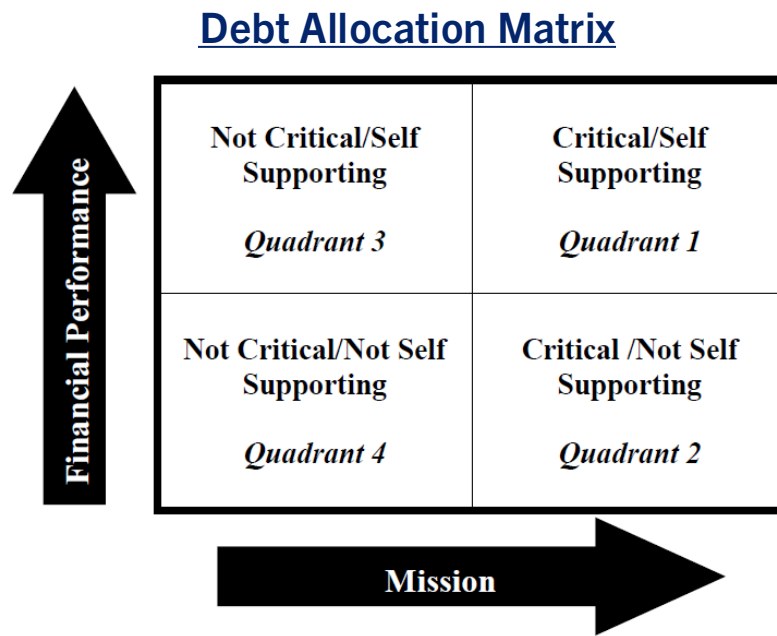 Debt Allocation Matrix
Financial Performance
Not Critical/Self
Supporting
Quadrant 3
Critical/Self
Supporting
Quadrant 1
Not Critical/Not Self
Supporting
Quadrant 4
Critical /Not Self
Supporting
Quadrant 2
Mission